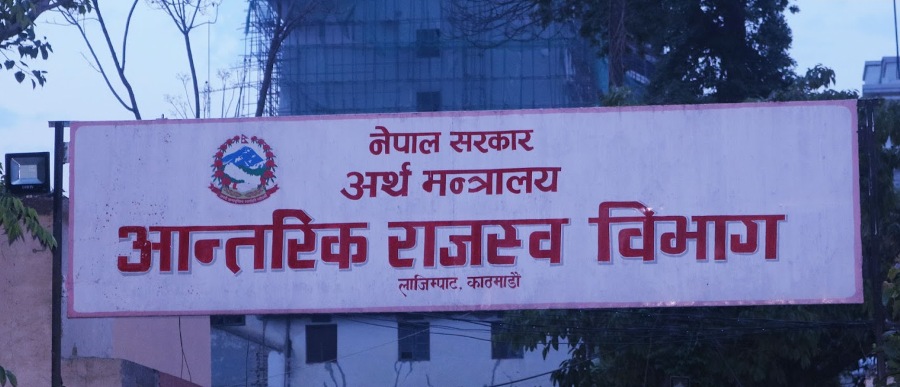 नेपाल सरकार
अर्थ मन्त्रालय
आन्तरिक राजस्व विभाग
लाजिम्पाट, काठमाडौं